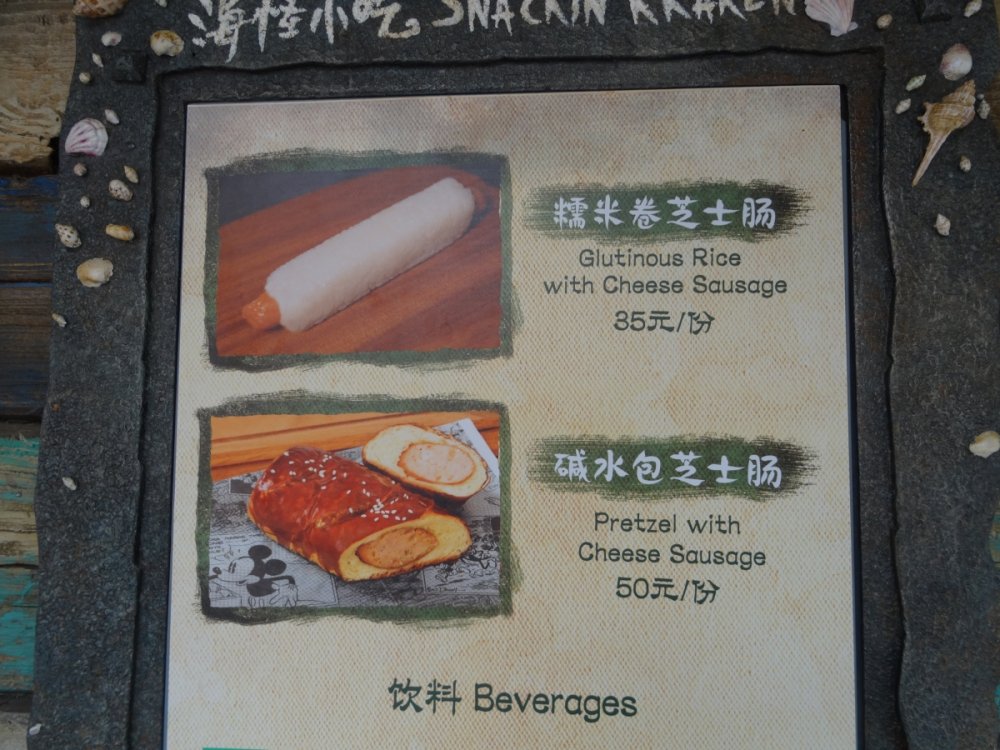 海怪小吃 SNACKIN' KRAKEN
糯米卷芝士肠
Glutinous Rice
with Cheese Sausage
35元/份
碱水包芝士肠
Pretzel with
Cheese Sausage
50元/份
饮料 Beverages